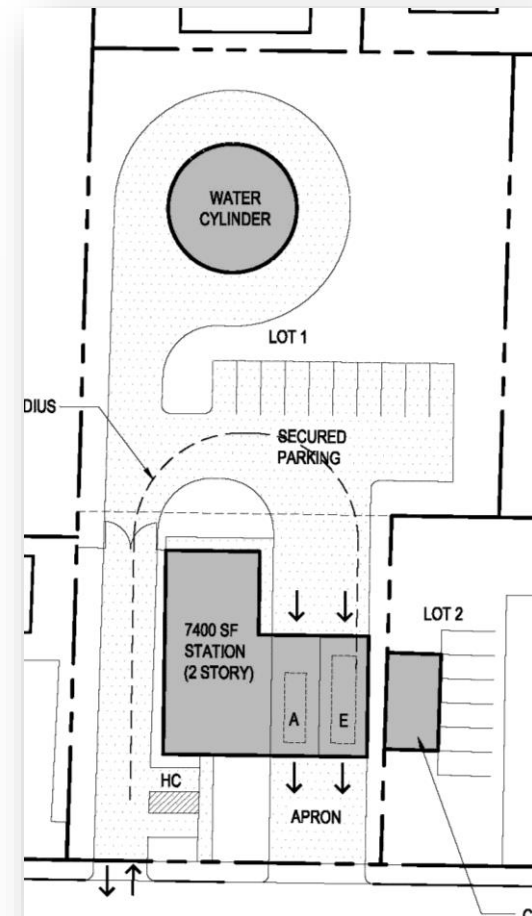 WATER
CYLINDER
LOT 1
DIUS
SECURED
PARKING
7400 SF
STATION
(2 STORY)
LOT 2
A
E
HC
APRON